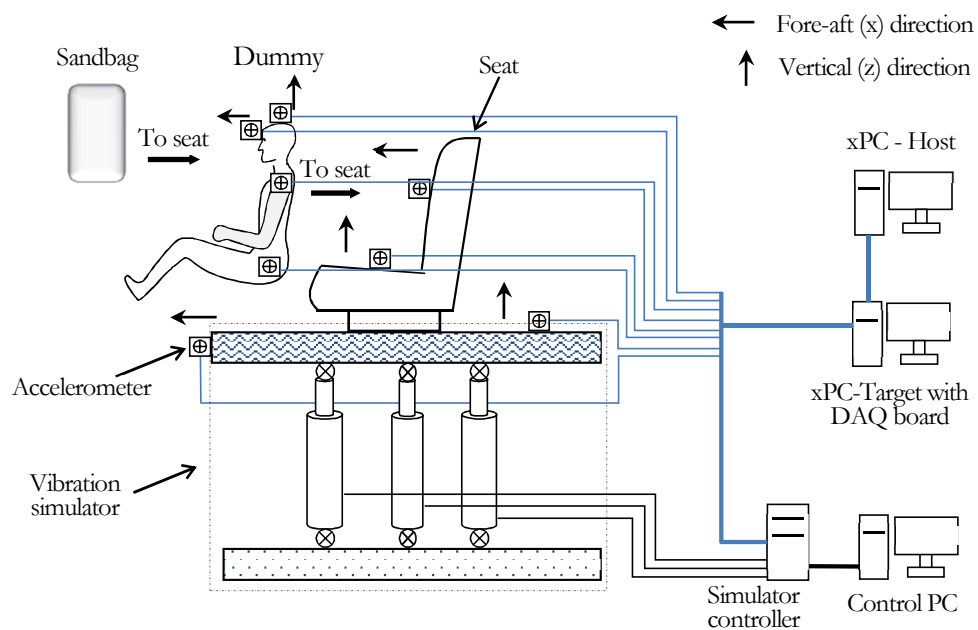 Fore-aft (x) direction
Vertical (z) direction
Sandbag
Dummy
Seat
To seat
To seat
xPC - Host
xPC-Target with
DAQ board
Accelerometer
Vibration
simulator
Simulator
controller
Control PC